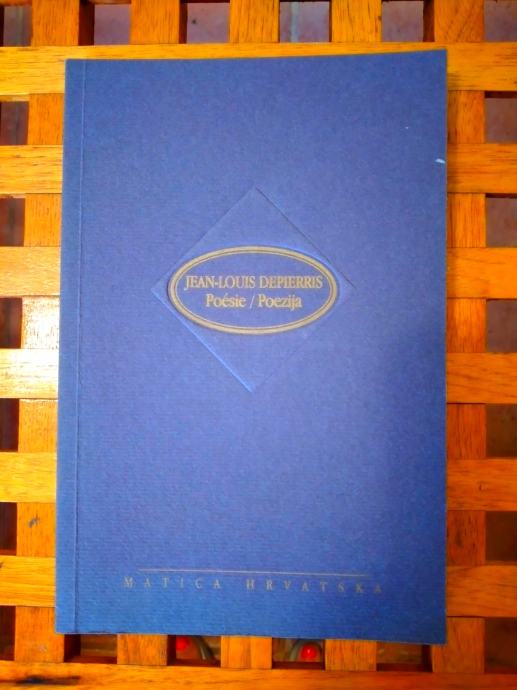 JEAN-LOUIS DEPIERRIS
Poésie / Poezija
MATICA HRVATSKA